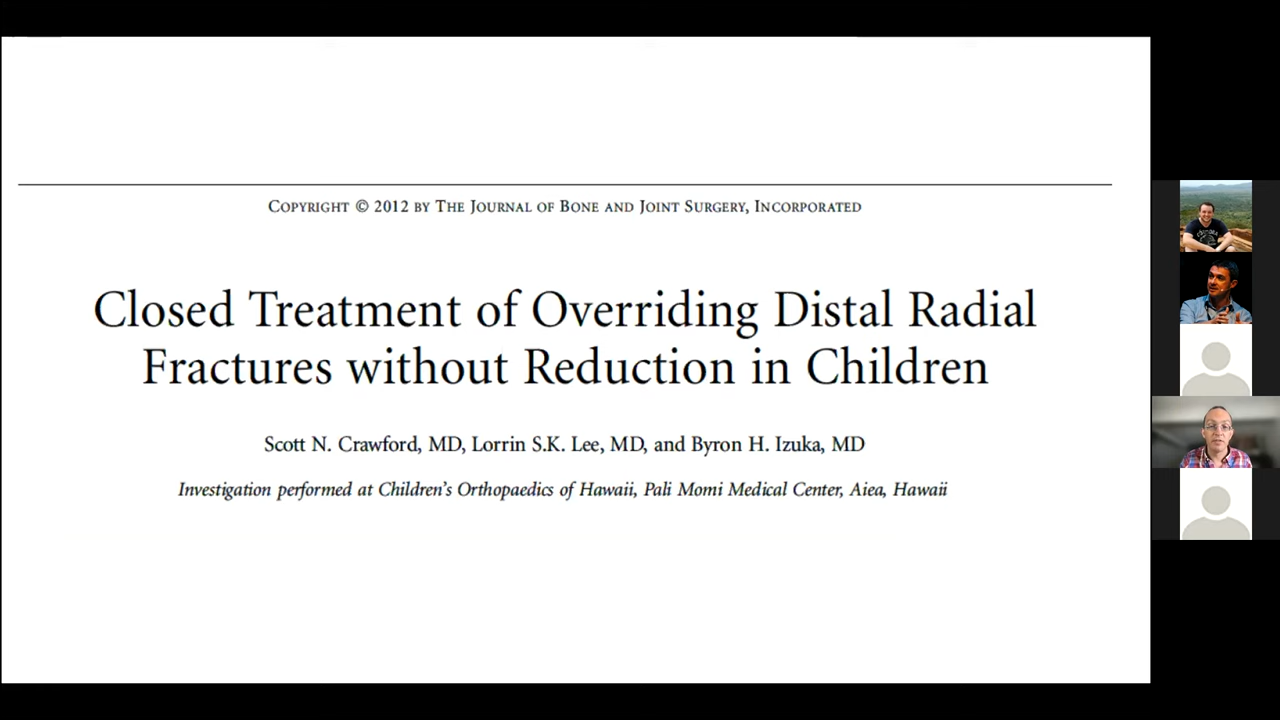 COPYRIGHT © 2012 BY THE JOURNAL OF BONE AND JOINT SURGERY, INCORPORATED
Closed Treatment of Overriding Distal Radial
Fractures without Reduction in Children
Scott N. Crawford, MD, Lorrin S.K. Lee, MD, and Byron H. Izuka, MD
Investigation performed at Children's Orthopaedics of Hawaii, Pali Momi Medical Center, Aiea, Hawaii